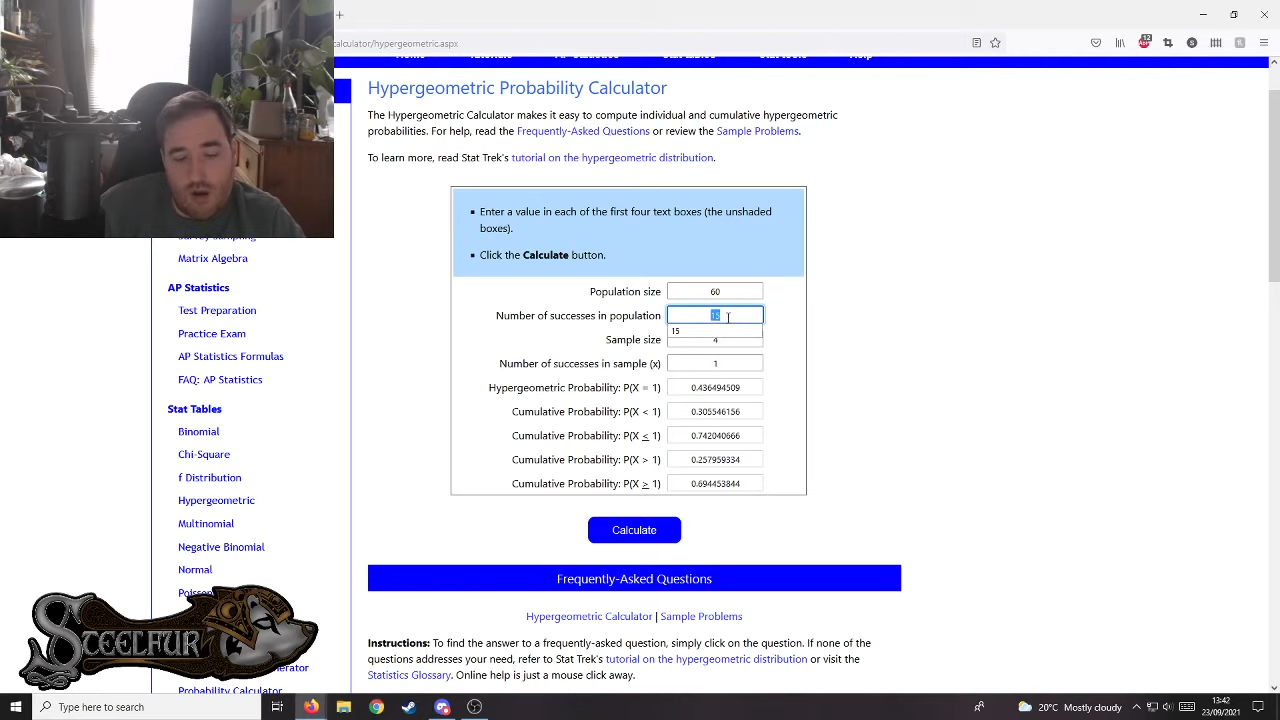 calculator/hypergeometric.aspx
12
S
Hypergeometric Probability Calculator
The Hypergeometric Calculator makes it easy to compute individual and cumulative hypergeometric
probabilities. For help, read the Frequently-Asked Questions or review the Sample Problems.
To learn more, read Stat Trek's tutorial on the hypergeometric distribution.
Enter a value in each of the first four text boxes (the unshaded
boxes).
Click the Calculate button.
Population size 60
Number of successes in population 15
15
Sample size 4
Number of successes in sample (x) 1
Hypergeometric Probability: P(X = 1) 0.436494509
Cumulative Probability: P(X < 1) 0.305546156
Cumulative Probability: P(X ≤ 1) 0.742040666
Cumulative Probability: P(X > 1) 0.257959334
Cumulative Probability: P(X ≥ 1) 0.694453844
Calculate
Frequently-Asked Questions
Hypergeometric Calculator | Sample Problems
Instructions: To find the answer to a frequently-asked question, simply click on the question. If none of the
questions addresses your need, refer to Stat Trek's tutorial on the hypergeometric distribution or visit the
Statistics Glossary. Online help is just a mouse click away.
Matrix Algebra
AP Statistics
Test Preparation
Practice Exam
AP Statistics Formulas
FAQ: AP Statistics
Stat Tables
Binomial
Chi-Square
f Distribution
Hypergeometric
Multinomial
Negative Binomial
Normal
STEELFUR
Probability Calculator
Type here to search
20°C Mostly cloudy
13:42
23/09/2021